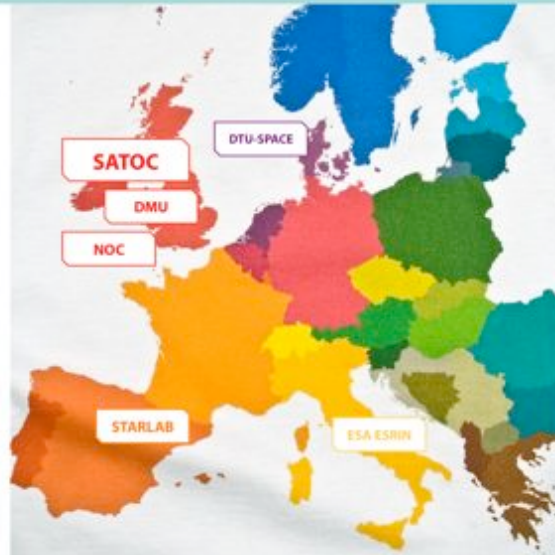 DTU-SPACE
SATOC
DMU
NOC
STARLAB
ESA ESRIN